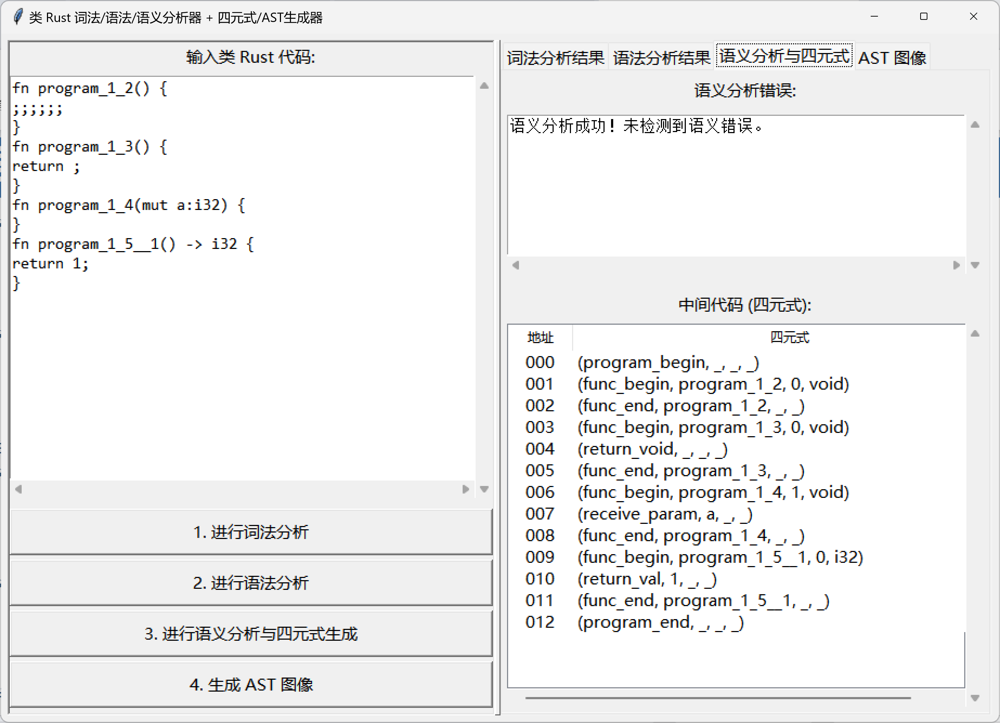 类 Rust 词法/语法/语义分析器 + 四元式/AST生成器
输入类 Rust 代码:
fn program_1_2() {
;;;;;;
}
fn program_1_3() {
return ;
}
fn program_1_4(mut a:i32) {
}
fn program_1_5__1() -> i32 {
return 1;
}
1. 进行词法分析
2. 进行语法分析
3. 进行语义分析与四元式生成
4. 生成 AST 图像
词法分析结果 语法分析结果 语义分析与四元式 AST 图像
语义分析错误:
语义分析成功！未检测到语义错误。
中间代码 (四元式):
地址 四元式
000 (program_begin, _, _, _)
001 (func_begin, program_1_2, 0, void)
002 (func_end, program_1_2, _, _)
003 (func_begin, program_1_3, 0, void)
004 (return_void, _, _, _)
005 (func_end, program_1_3, _, _)
006 (func_begin, program_1_4, 1, void)
007 (receive_param, a, _, _)
008 (func_end, program_1_4, _, _)
009 (func_begin, program_1_5__1, 0, i32)
010 (return_val, 1, _, _)
011 (func_end, program_1_5__1, _, _)
012 (program_end, _, _, _)